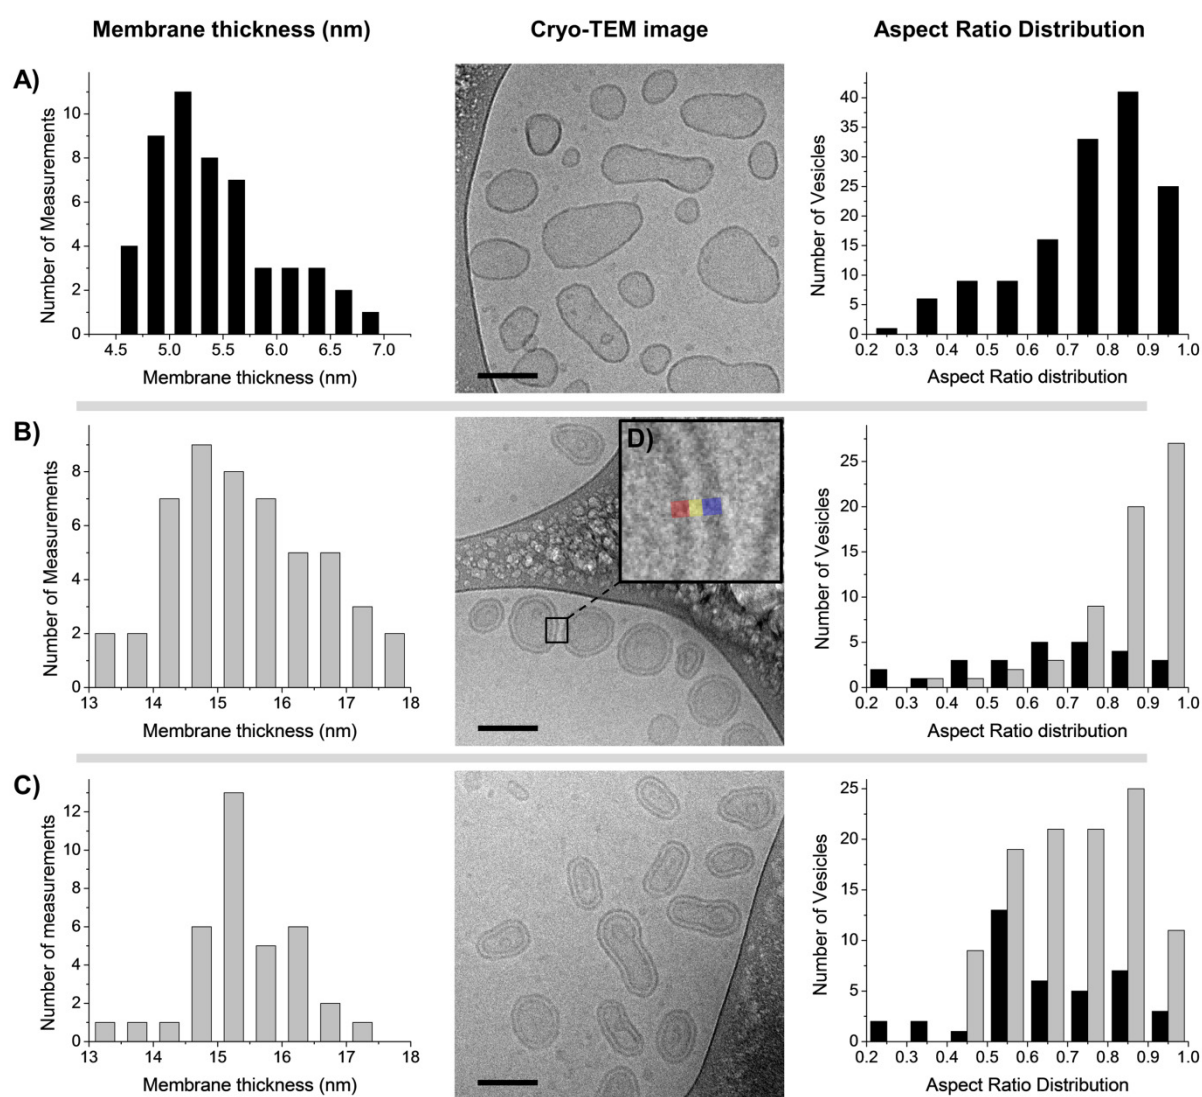 Membrane thickness (nm) Cryo-TEM image Aspect Ratio Distribution
A)
Number of Measurements
10
8
6
4
2
0
4.5 5.0 5.5 6.0 6.5 7.0
Membrane thickness (nm)
Number of Vesicles
40
35
30
25
20
15
10
5
0
0.2 0.3 0.4 0.5 0.6 0.7 0.8 0.9 1.0
Aspect Ratio distribution
B)
Number of Measurements
8
6
4
2
0
13 14 15 16 17 18
Membrane thickness (nm)
D)
Number of Vesicles
25
20
15
10
5
0
0.2 0.3 0.4 0.5 0.6 0.7 0.8 0.9 1.0
Aspect Ratio distribution
C)
Number of measurements
12
10
8
6
4
2
0
13 14 15 16 17 18
Membrane thickness (nm)
Number of Vesicles
25
20
15
10
5
0
0.2 0.3 0.4 0.5 0.6 0.7 0.8 0.9 1.0
Aspect Ratio Distribution